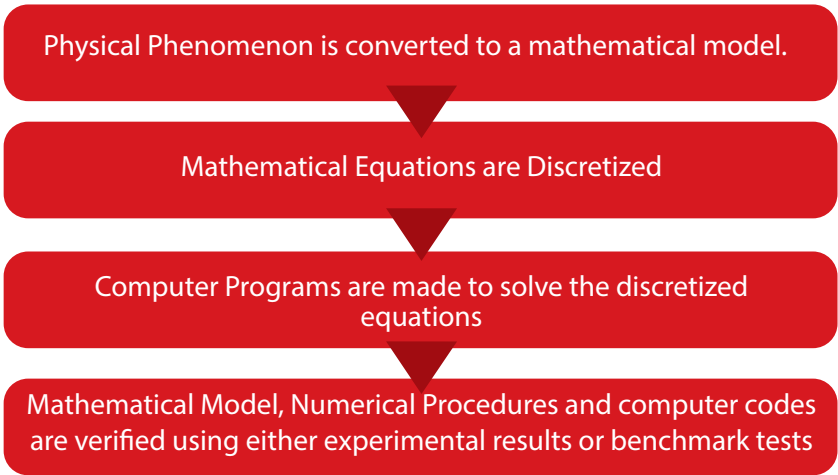 Physical Phenomenon is converted to a mathematical model.
Mathematical Equations are Discretized
Computer Programs are made to solve the discretized
equations
Mathematical Model, Numerical Procedures and computer codes
are verified using either experimental results or benchmark tests